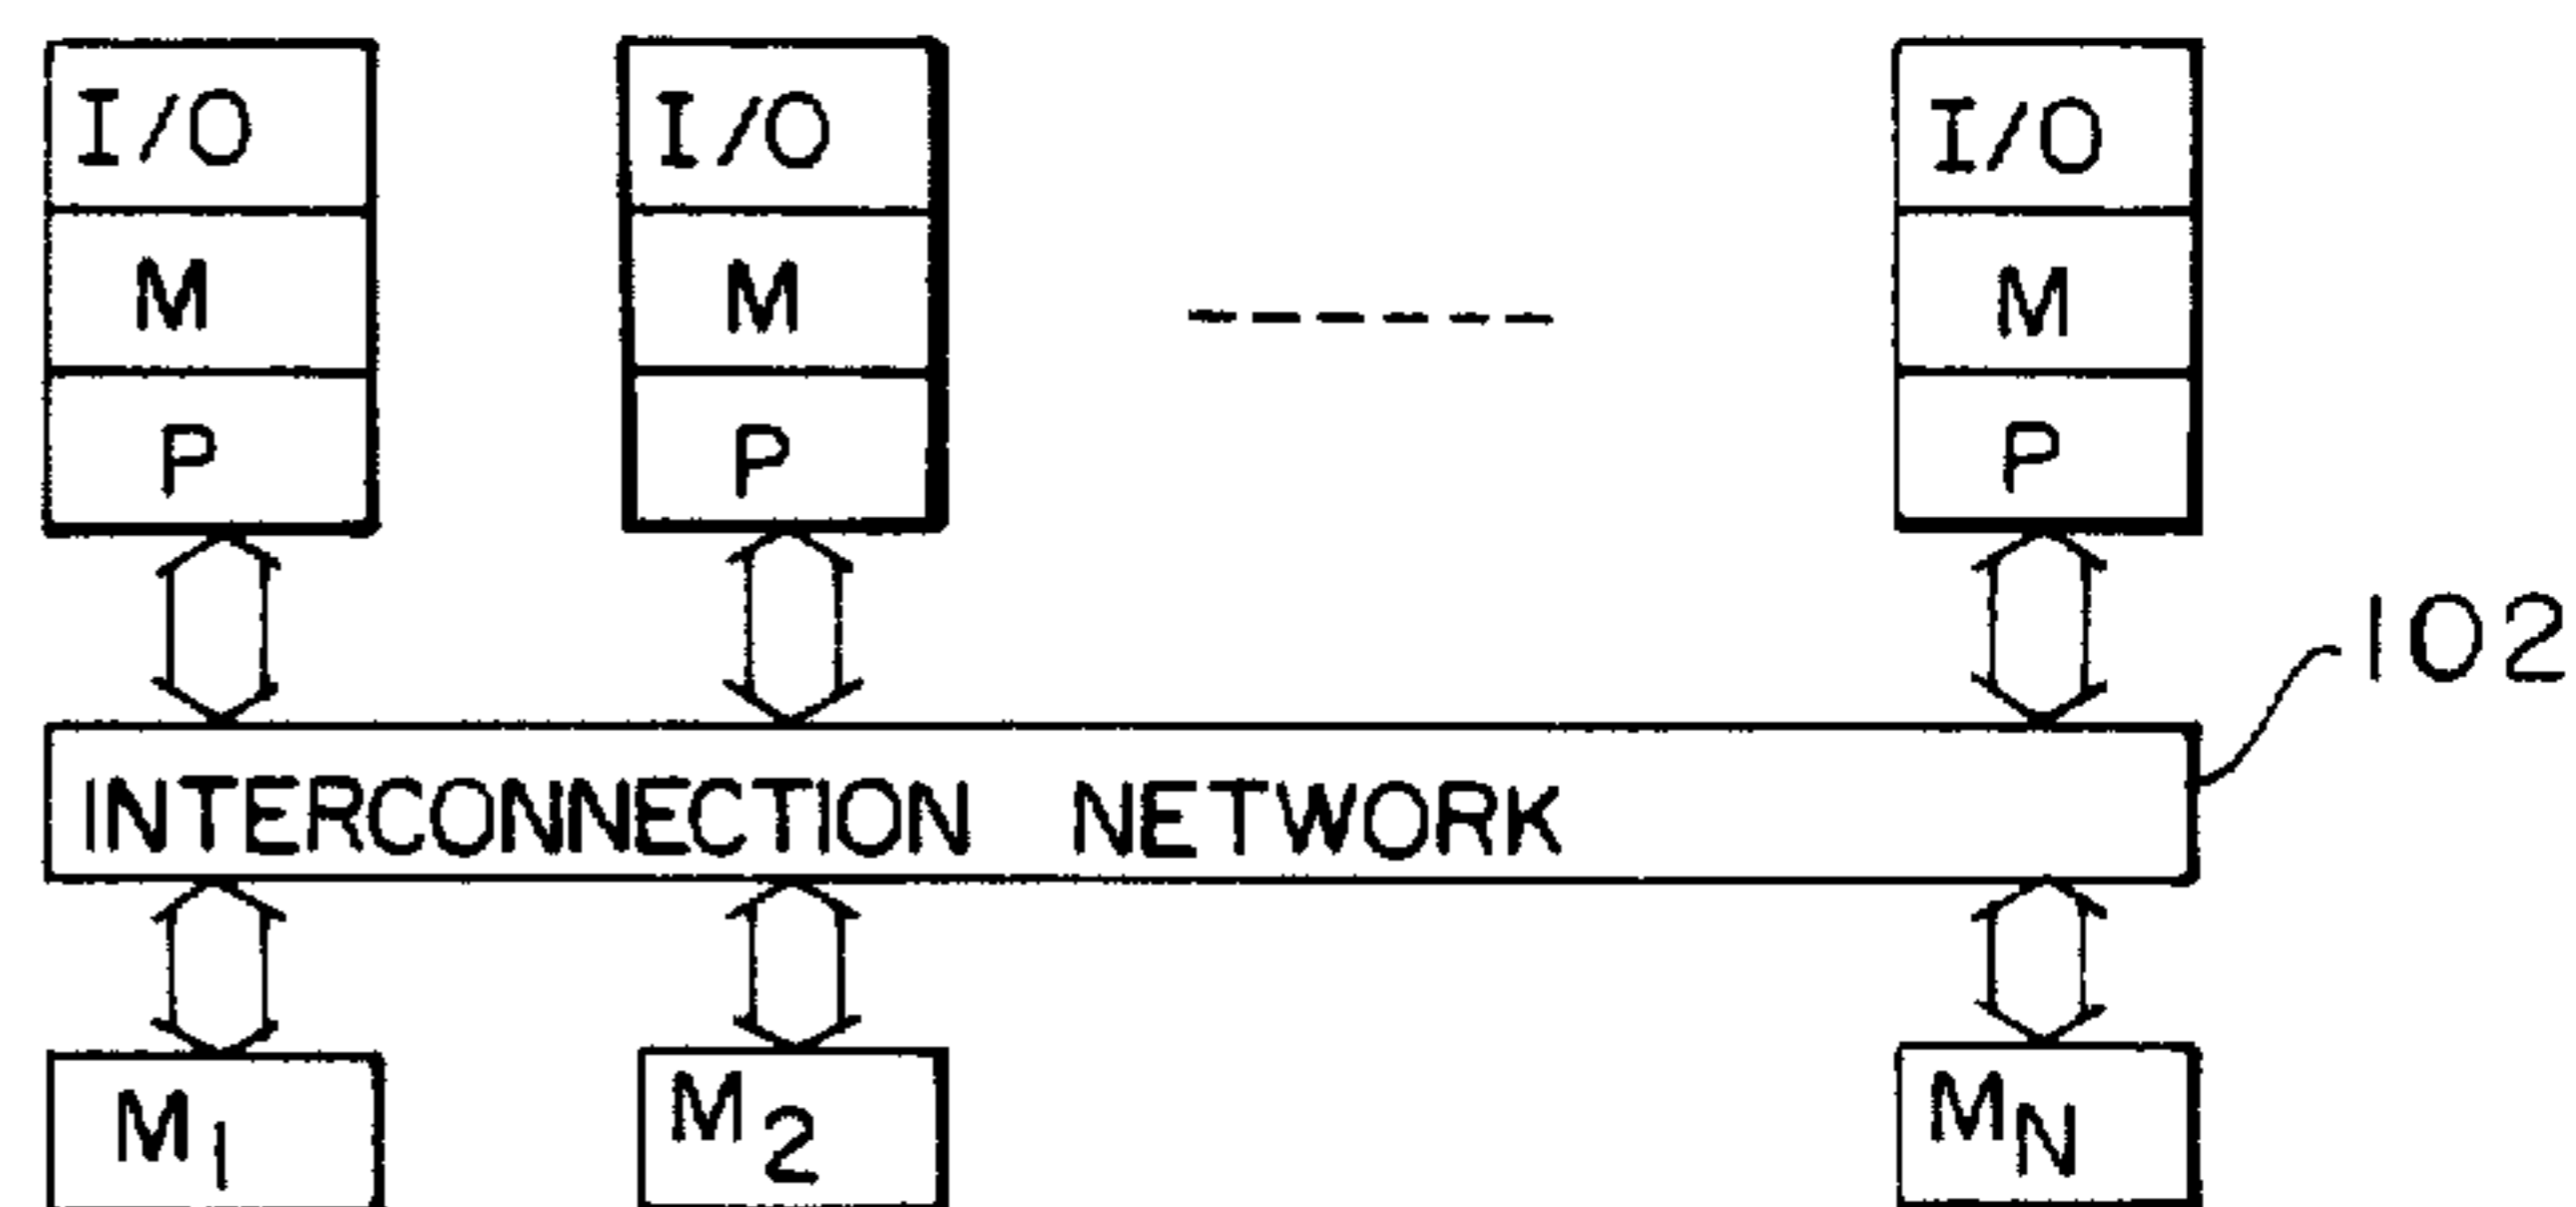 I/O I/O I/O
M M M
P P P
102
INTERCONNECTION NETWORK
M1 M2 MN